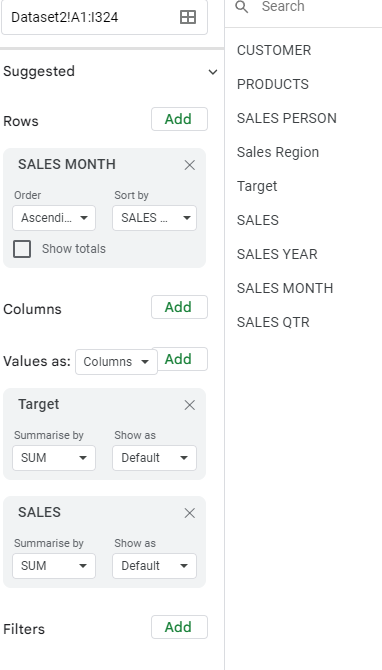 Dataset2!A1:I324
Suggested
Rows
Add
SALES MONTH
Order
Sort by
Ascendi...
SALES ...
Show totals
Columns
Add
Values as:
Columns
Add
Target
Summarise by
Show as
SUM
Default
SALES
Summarise by
Show as
SUM
Default
Filters
Add
Search
CUSTOMER
PRODUCTS
SALES PERSON
Sales Region
Target
SALES
SALES YEAR
SALES MONTH
SALES QTR